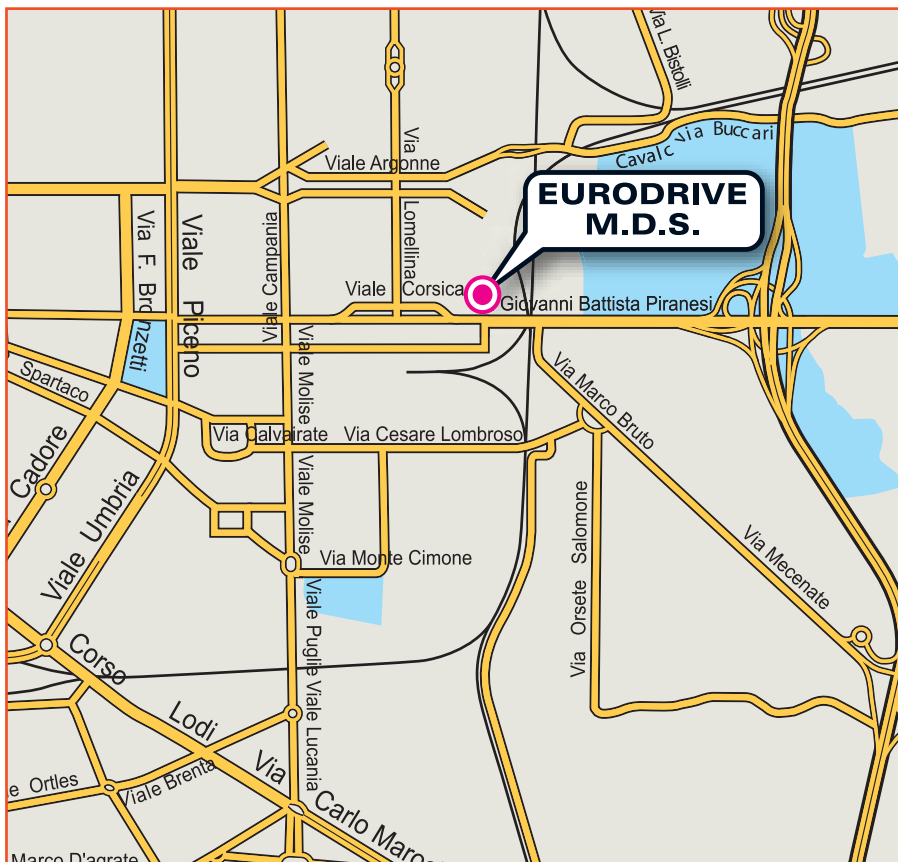 Via L. Bistolli
Via Buccari
Cavalc
Via
Viale Argonne
EURODRIVE
M.D.S.
Via F. Bronzetti
Viale Piceno
Viale Campania
Lomellina
Viale Corsica
Giovanni Battista Piranesi
Spartaco
Viale Molise
Via Marco Bruto
Cadore
Via Calvairate
Via Cesare Lombroso
Viale Umbria
Viale Molise
Via Orsete Salomone
Via Mecenate
Via Monte Cimone
Viale Puglie
Viale Lucania
Corso
Lodi
Via
Carlo Maroc
e Ortles
Viale Brenta
Marco D'agrate